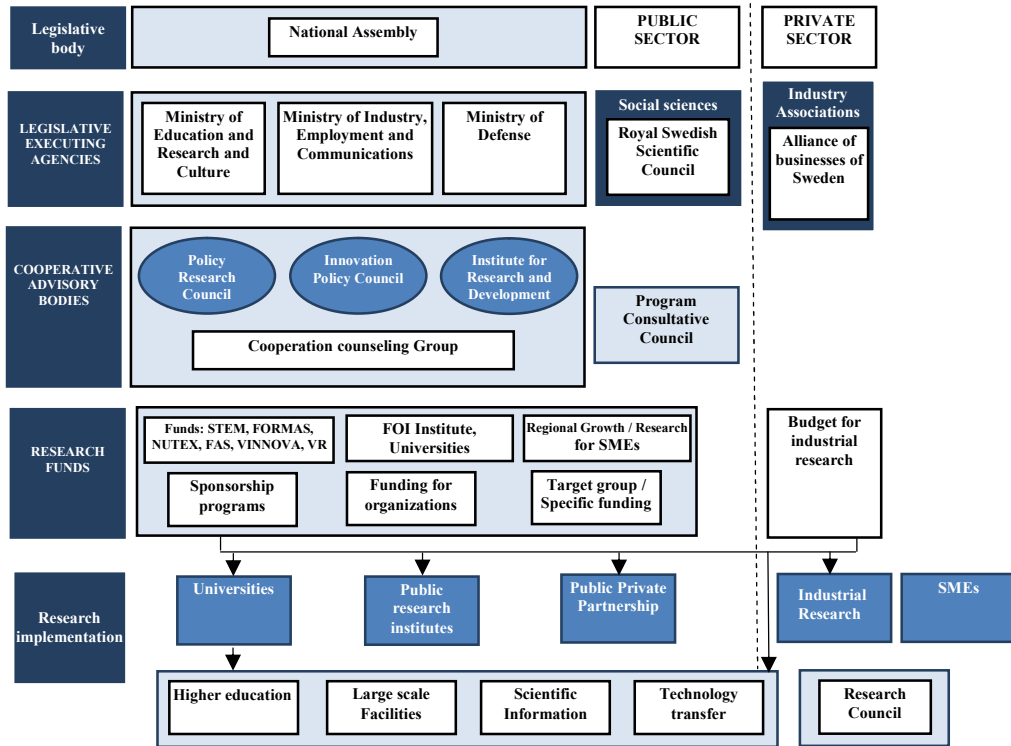 Legislative
body
National Assembly
PUBLIC
SECTOR
PRIVATE
SECTOR
LEGISLATIVE
EXECUTING
AGENCIES
Ministry of
Education and
Research and
Culture
Ministry of Industry,
Employment and
Communications
Ministry of
Defense
Social sciences
Royal Swedish
Scientific
Council
Industry
Associations
Alliance of
businesses of
Sweden
COOPERATIVE
ADVISORY
BODIES
Policy
Research
Council
Innovation
Policy Council
Institute for
Research and
Development
Cooperation counseling Group
Program
Consultative
Council
RESEARCH
FUNDS
Funds: STEM, FORMAS,
NUTEX, FAS, VINNOVA, VR
FOI Institute,
Universities
Regional Growth / Research
for SMEs
Sponsorship
programs
Funding for
organizations
Target group /
Specific funding
Budget for
industrial
research
Research
implementation
Universities
Public
research
institutes
Public Private
Partnership
Industrial
Research
SMEs
Higher education
Large scale
Facilities
Scientific
Information
Technology
transfer
Research
Council